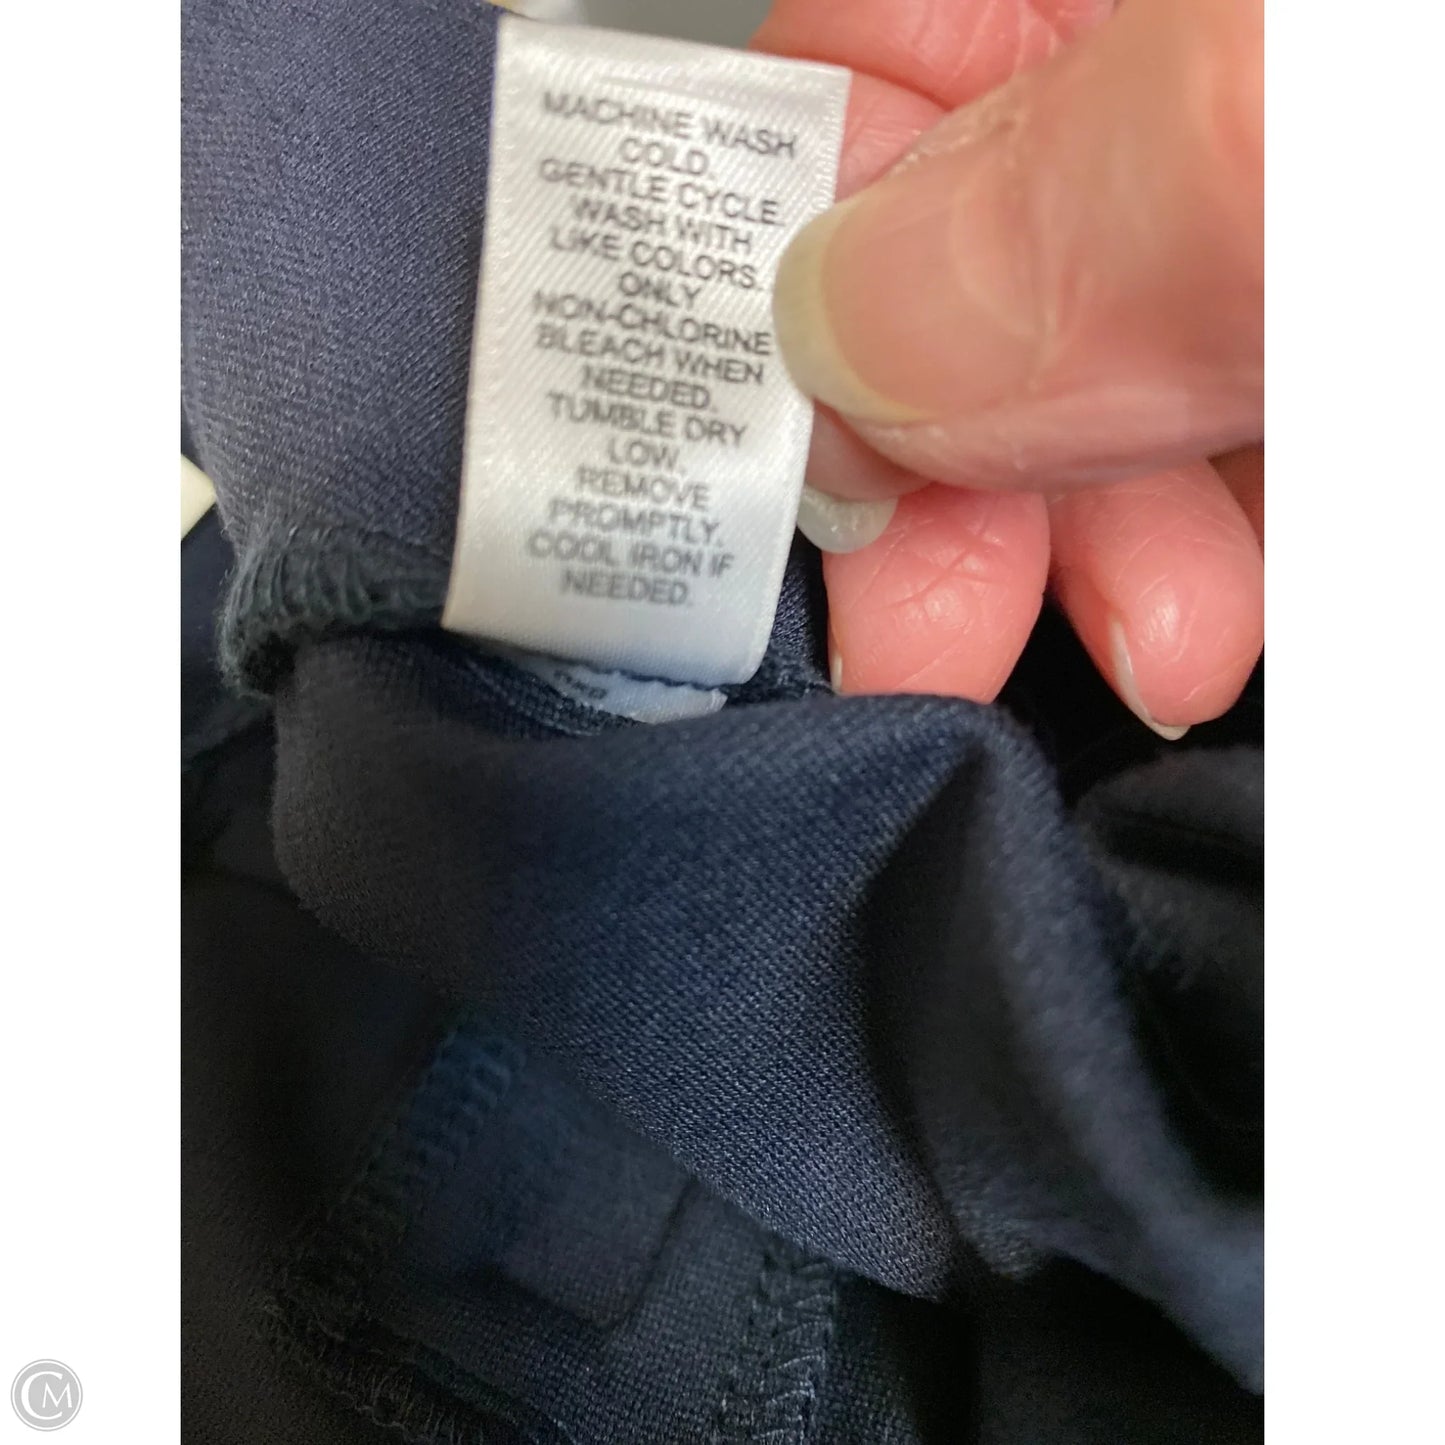 MACHINE WASH
COLD.
GENTLE CYCLE.
WASH WITH
LIKE COLORS.
ONLY
NON-CHLORINE
BLEACH WHEN
NEEDED.
TUMBLE DRY
LOW.
REMOVE
PROMPTLY.
COOL IRON IF
NEEDED.
CM